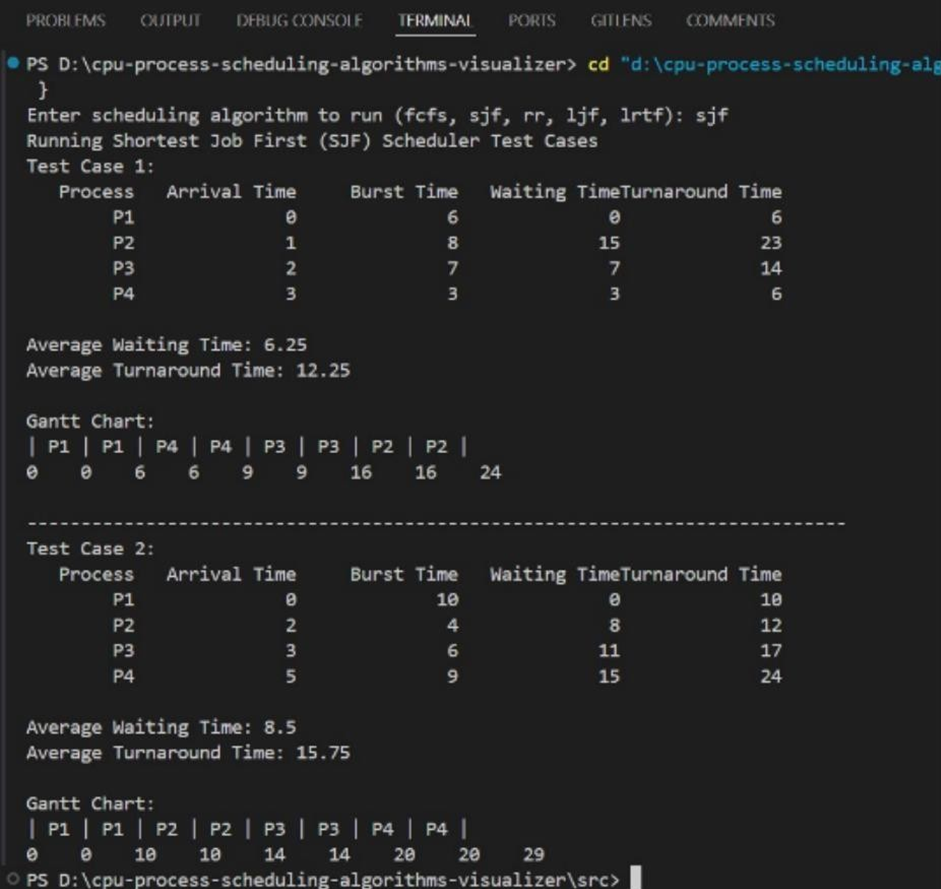 PROBLEMS OUTPUT DEBUG CONSOLE TERMINAL PORTS GITLENS COMMENTS
PS D:\cpu-process-scheduling-algorithms-visualizer> cd "d:\cpu-process-scheduling-alg
}
Enter scheduling algorithm to run (fcfs, sjf, rr, ljf, lrtf): sjf
Running Shortest Job First (SJF) Scheduler Test Cases
Test Case 1:
Process Arrival Time Burst Time Waiting TimeTurnaround Time
P1 0 6 0 6
P2 1 8 15 23
P3 2 7 7 14
P4 3 3 3 6
Average Waiting Time: 6.25
Average Turnaround Time: 12.25
Gantt Chart:
| P1 | P1 | P4 | P4 | P3 | P3 | P2 | P2 |
0 0 6 6 9 9 16 16 24
---------------------------------------------------------------------------
Test Case 2:
Process Arrival Time Burst Time Waiting TimeTurnaround Time
P1 0 10 0 10
P2 2 4 8 12
P3 3 6 11 17
P4 5 9 15 24
Average Waiting Time: 8.5
Average Turnaround Time: 15.75
Gantt Chart:
| P1 | P1 | P2 | P2 | P3 | P3 | P4 | P4 |
0 0 10 10 14 14 20 20 29
PS D:\cpu-process-scheduling-algorithms-visualizer\src>